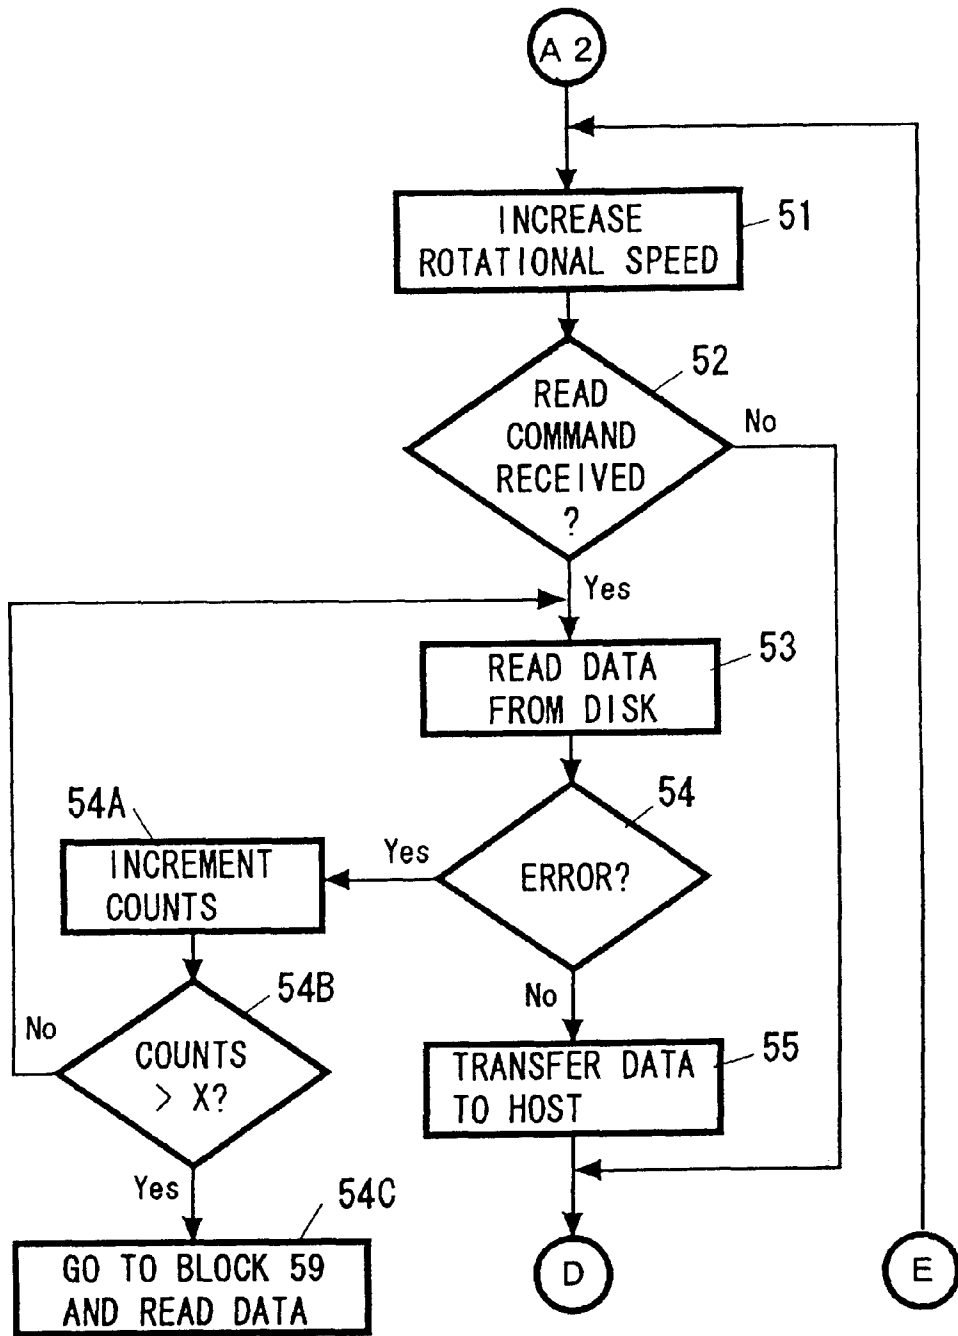 A 2
INCREASE
ROTATIONAL SPEED
51
52
READ
COMMAND
RECEIVED
?
No
Yes
READ DATA
FROM DISK
53
54A
INCREMENT
COUNTS
Yes
54
ERROR?
54B
No
COUNTS
> X?
No
TRANSFER DATA
TO HOST
55
Yes
54C
GO TO BLOCK 59
AND READ DATA
D
E